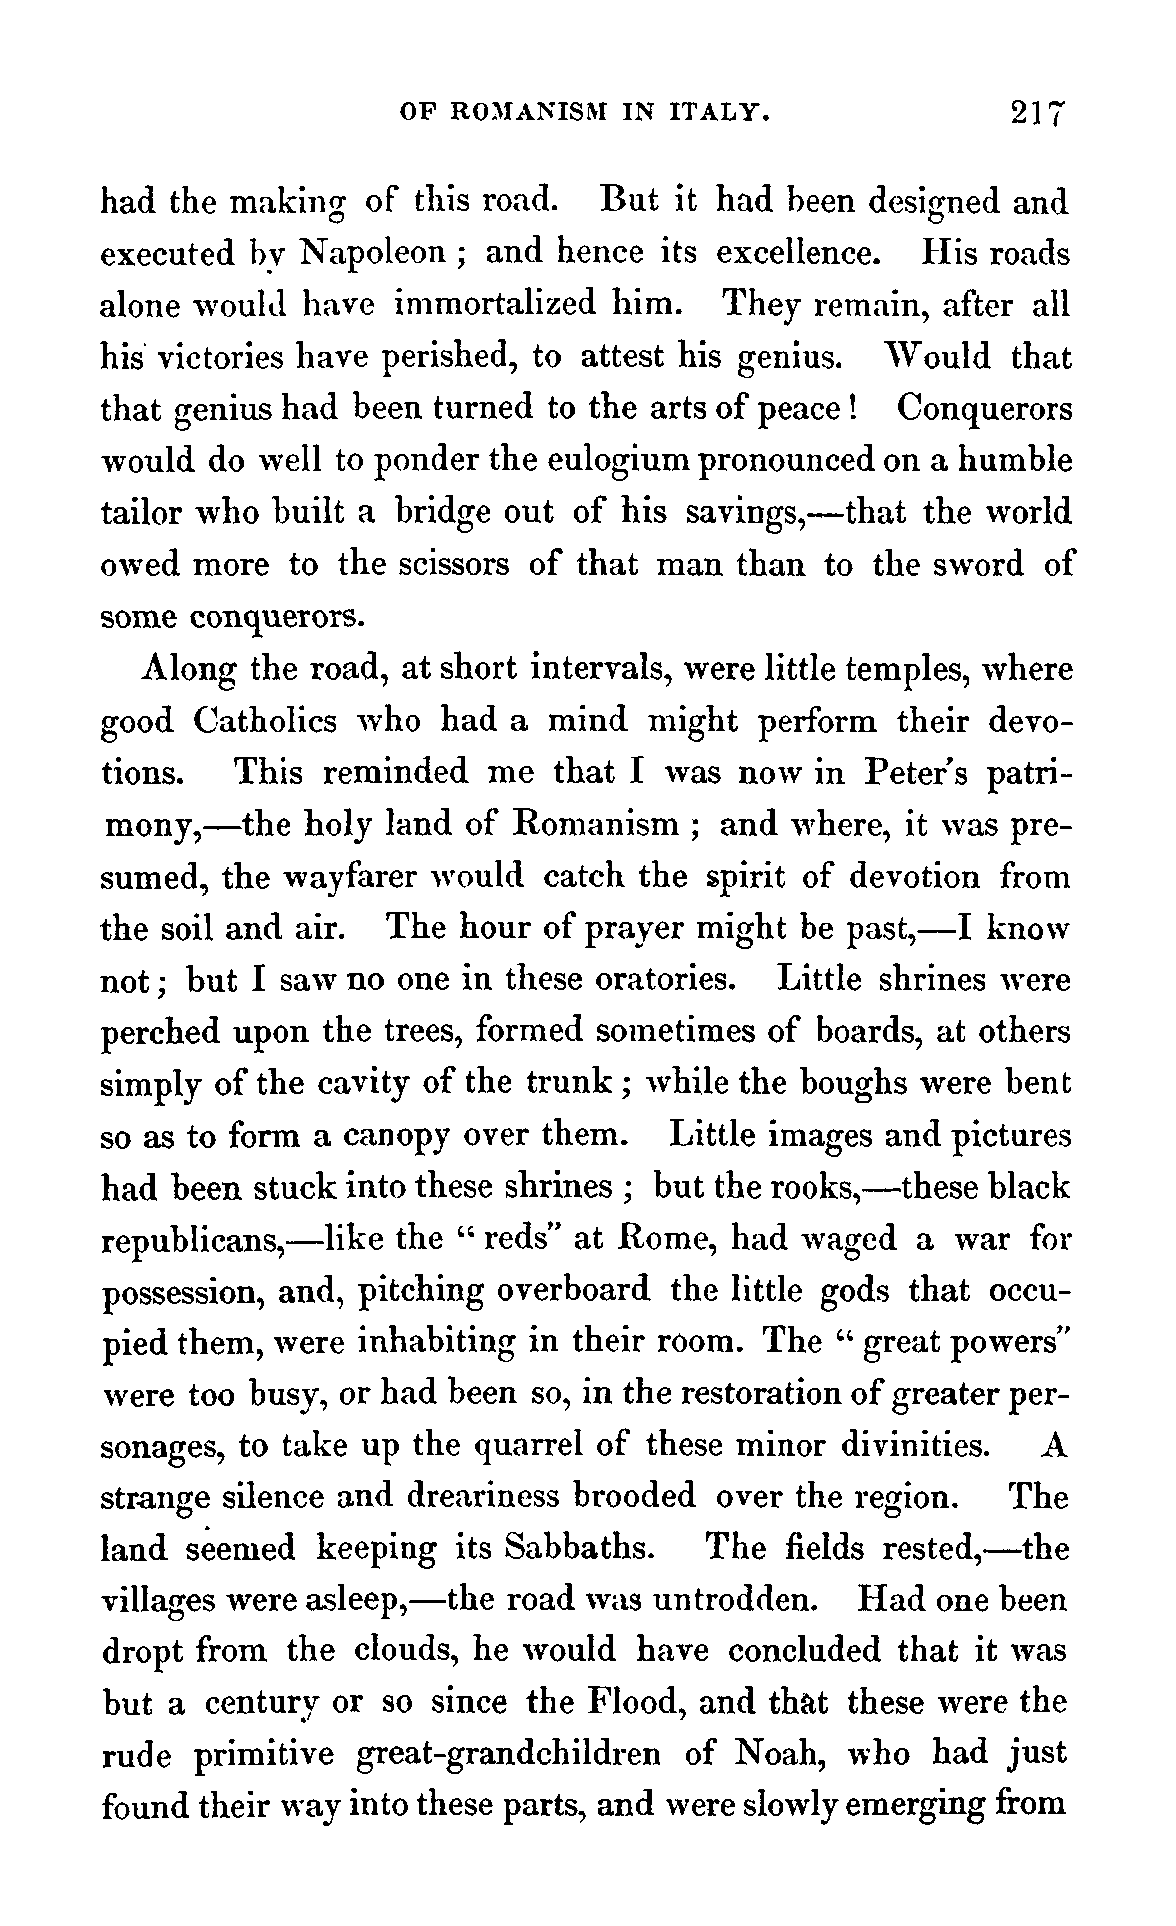 OF ROMANISM IN ITALY. 217
had the making of this road. But it had been designed and
executed by Napoleon ; and hence its excellence. His roads
alone would have immortalized him. They remain, after all
his victories have perished, to attest his genius. Would that
that genius had been turned to the arts of peace ! Conquerors
would do well to ponder the eulogium pronounced on a humble
tailor who built a bridge out of his savings,—that the world
owed more to the scissors of that man than to the sword of
some conquerors.
Along the road, at short intervals, were little temples, where
good Catholics who had a mind might perform their devo-
tions. This reminded me that I was now in Peter's patri-
mony,—the holy land of Romanism ; and where, it was pre-
sumed, the wayfarer would catch the spirit of devotion from
the soil and air. The hour of prayer might be past,—I know
not ; but I saw no one in these oratories. Little shrines were
perched upon the trees, formed sometimes of boards, at others
simply of the cavity of the trunk ; while the boughs were bent
so as to form a canopy over them. Little images and pictures
had been stuck into these shrines ; but the rooks,—these black
republicans,—like the “ reds” at Rome, had waged a war for
possession, and, pitching overboard the little gods that occu-
pied them, were inhabiting in their room. The “ great powers”
were too busy, or had been so, in the restoration of greater per-
sonages, to take up the quarrel of these minor divinities. A
strange silence and dreariness brooded over the region. The
land seemed keeping its Sabbaths. The fields rested,—the
villages were asleep,—the road was untrodden. Had one been
dropt from the clouds, he would have concluded that it was
but a century or so since the Flood, and that these were the
rude primitive great-grandchildren of Noah, who had just
found their way into these parts, and were slowly emerging from